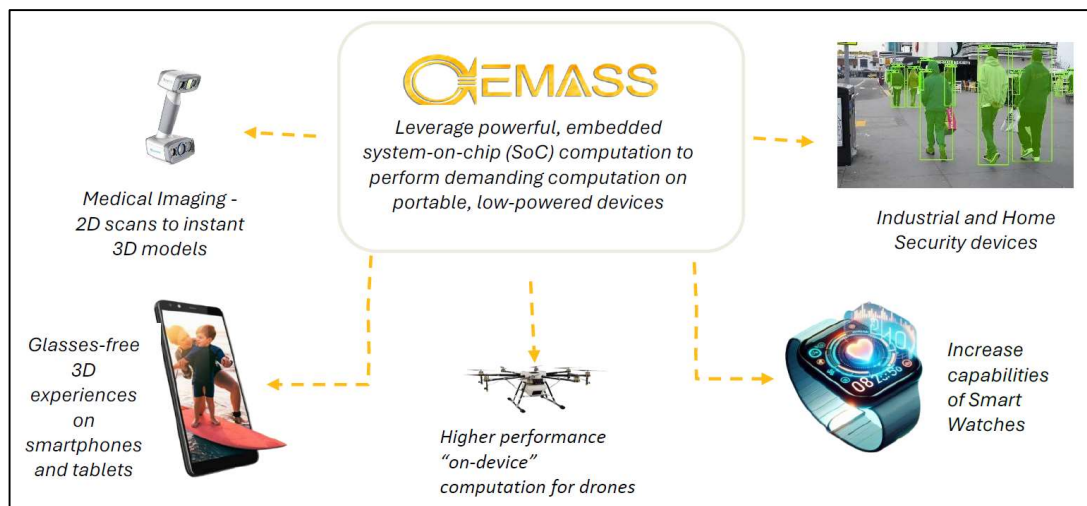 EMASS
Leverage powerful, embedded
system-on-chip (SoC) computation to
perform demanding computation on
portable, low-powered devices
Medical Imaging -
2D scans to instant
3D models
Industrial and Home
Security devices
Glasses-free
3D
experiences
on
smartphones
and tablets
Higher performance
“on-device”
computation for drones
Increase
capabilities
of Smart
Watches